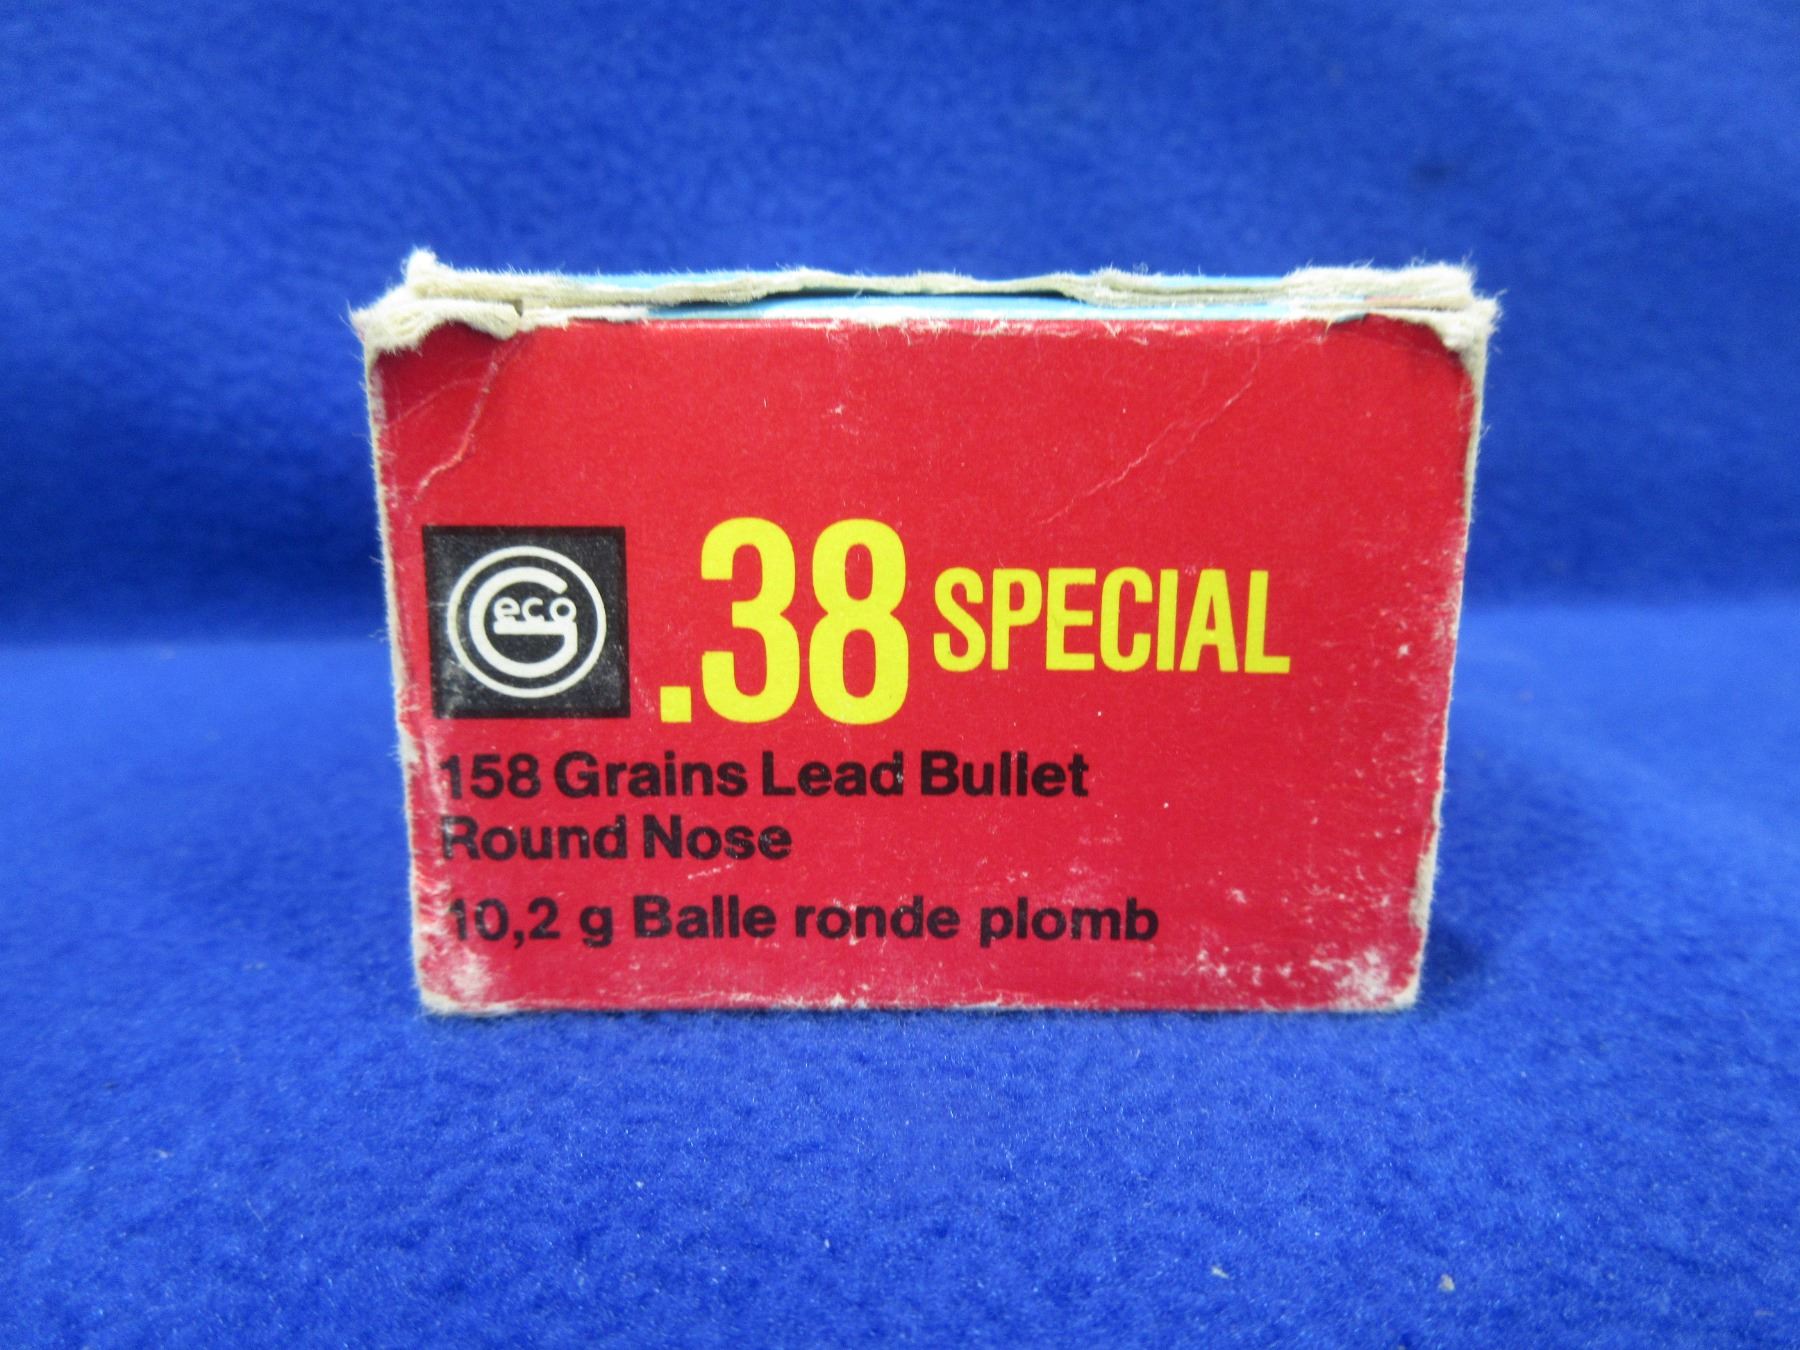 Geco
.38 SPECIAL
158 Grains Lead Bullet
Round Nose
10,2 g Balle ronde plomb